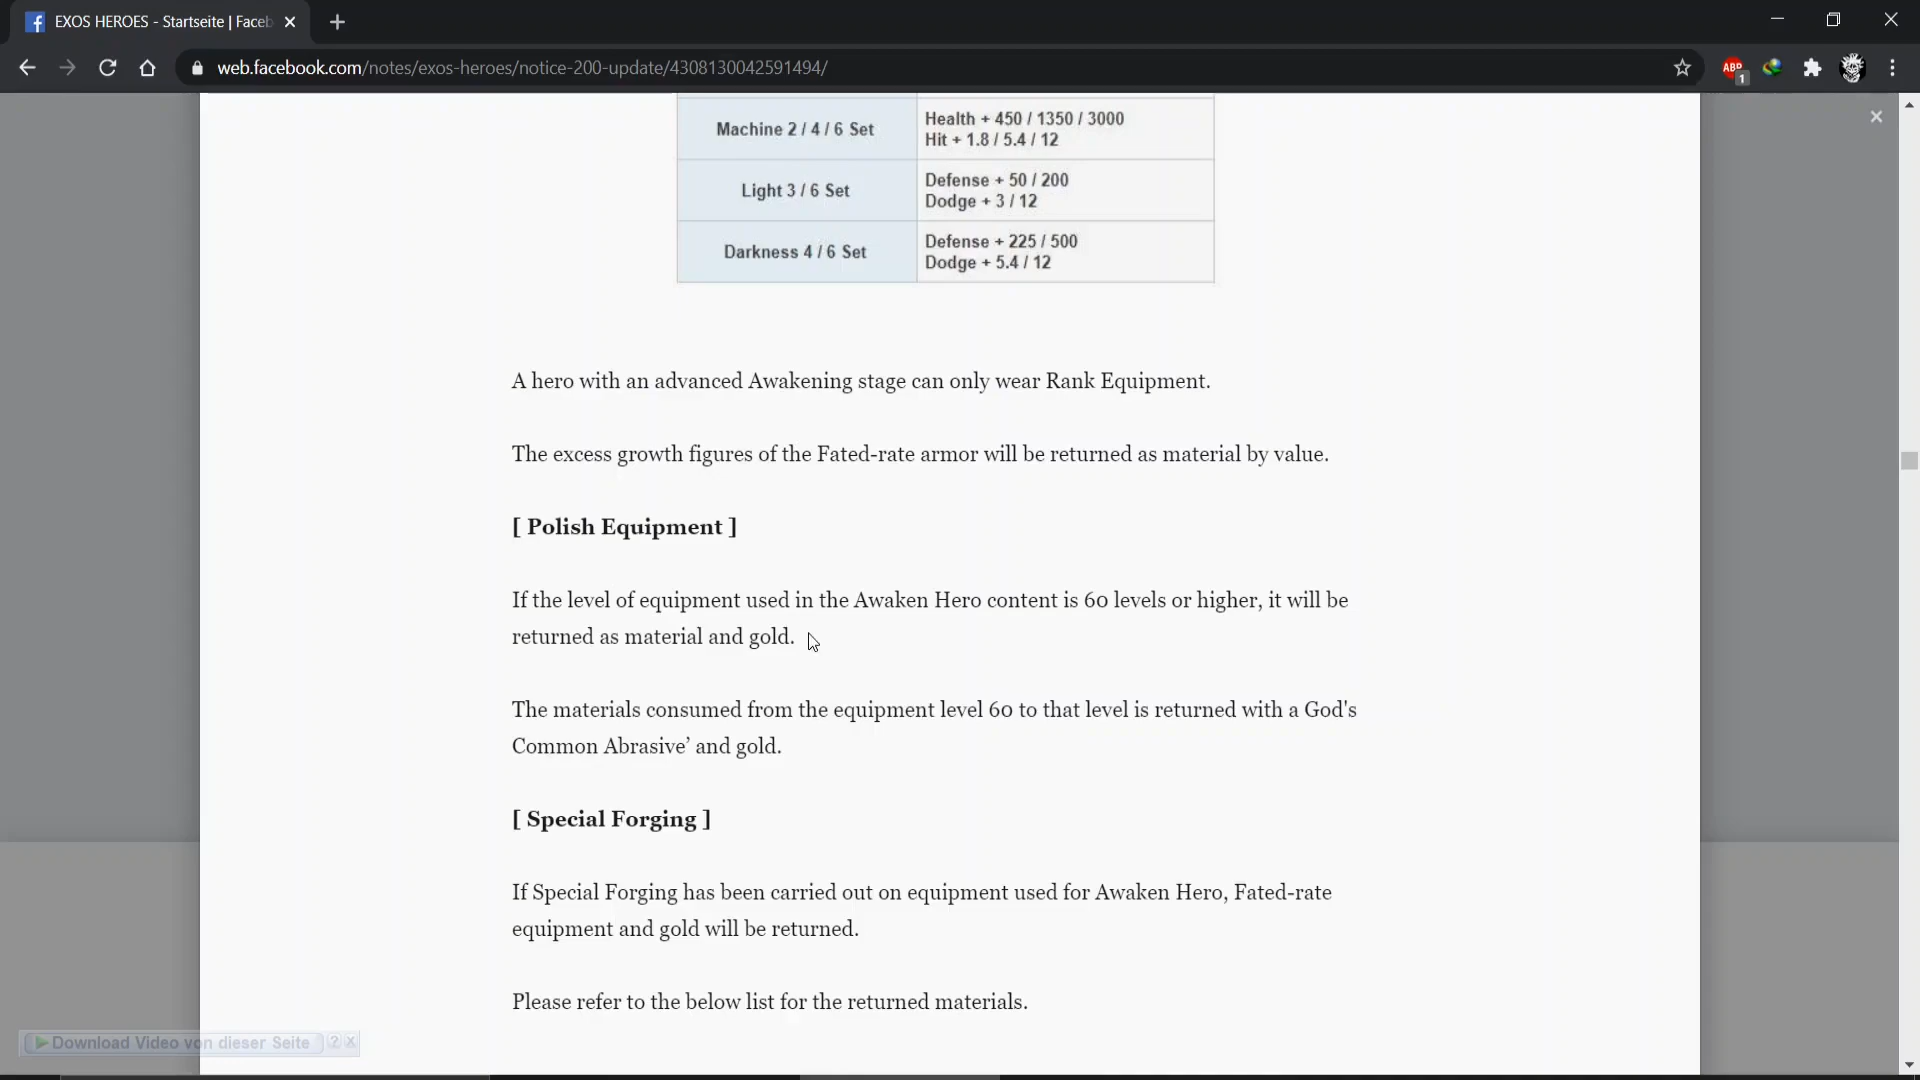 EXOS HEROES - Startseite | Faceb
web.facebook.com/notes/exos-heroes/notice-200-update/4308130042591494/
ABP
1
Machine 2 / 4 / 6 Set
Health + 450 / 1350 / 3000
Hit + 1.8 / 5.4 / 12
Light 3 / 6 Set
Defense + 50 / 200
Dodge + 3 / 12
Darkness 4 / 6 Set
Defense + 225 / 500
Dodge + 5.4 / 12
A hero with an advanced Awakening stage can only wear Rank Equipment.
The excess growth figures of the Fated-rate armor will be returned as material by value.
[ Polish Equipment ]
If the level of equipment used in the Awaken Hero content is 60 levels or higher, it will be
returned as material and gold.
The materials consumed from the equipment level 60 to that level is returned with a God's
Common Abrasive’ and gold.
[ Special Forging ]
If Special Forging has been carried out on equipment used for Awaken Hero, Fated-rate
equipment and gold will be returned.
Please refer to the below list for the returned materials.
Download Video von dieser Seite ? X